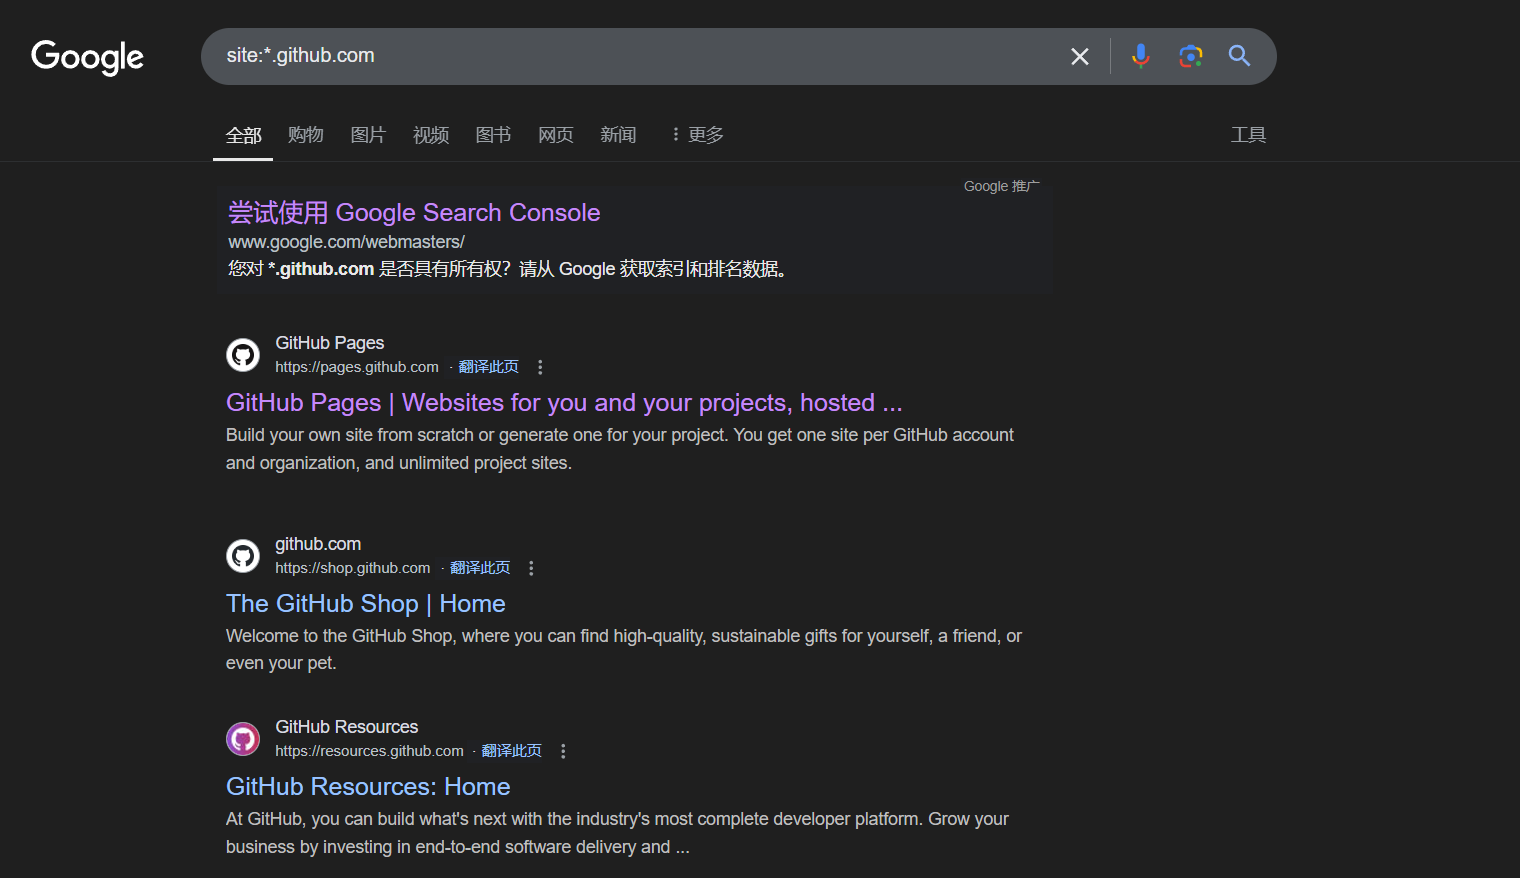 Google
site:*.github.com
全部 购物 图片 视频 图书 网页 新闻 更多 工具
Google 推广
尝试使用 Google Search Console
www.google.com/webmasters/
您对 *.github.com 是否具有所有权？请从 Google 获取索引和排名数据。
GitHub Pages
https://pages.github.com · 翻译此页
GitHub Pages | Websites for you and your projects, hosted ...
Build your own site from scratch or generate one for your project. You get one site per GitHub account
and organization, and unlimited project sites.
github.com
https://shop.github.com · 翻译此页
The GitHub Shop | Home
Welcome to the GitHub Shop, where you can find high-quality, sustainable gifts for yourself, a friend, or
even your pet.
GitHub Resources
https://resources.github.com · 翻译此页
GitHub Resources: Home
At GitHub, you can build what's next with the industry's most complete developer platform. Grow your
business by investing in end-to-end software delivery and ...